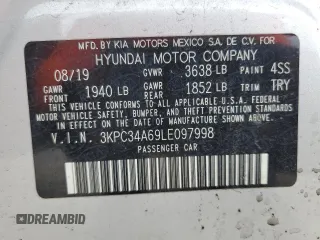 MFD BY KIA MOTORS MEXICO S.A. DE C.V. FOR
HYUNDAI MOTOR COMPANY
08/19 GVWR 3638 LB PAINT 4SS
GAWR FRONT 1940 LB GAWR REAR 1852 LB TRIM TRY
THIS VEHICLE CONFORMS TO ALL APPLICABLE U.S. FEDERAL MOTOR
VEHICLE SAFETY, BUMPER, AND THEFT PREVENTION STANDARDS IN
EFFECT ON THE DATE OF MANUFACTURE SHOWN ABOVE.
V.I.N. 3KPC34A69LE097998
PASSENGER CAR
©DREAMBID
DREAMBID